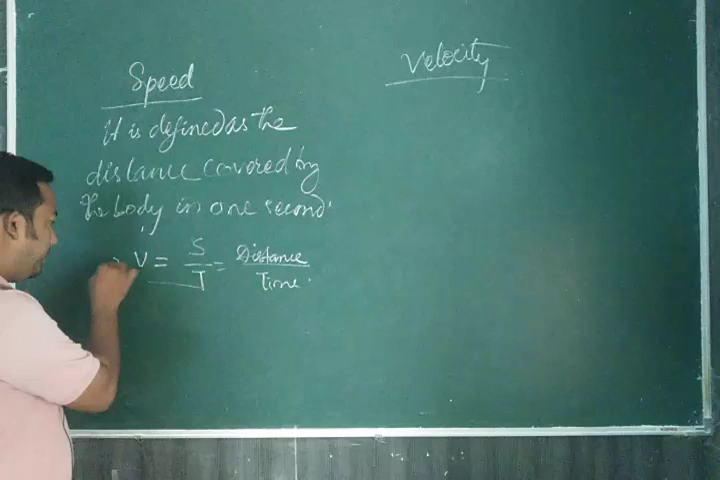 Speed
It is defined as the
distance covered by
the body in one second.
V = S/T = Distance/Time.
Velocity